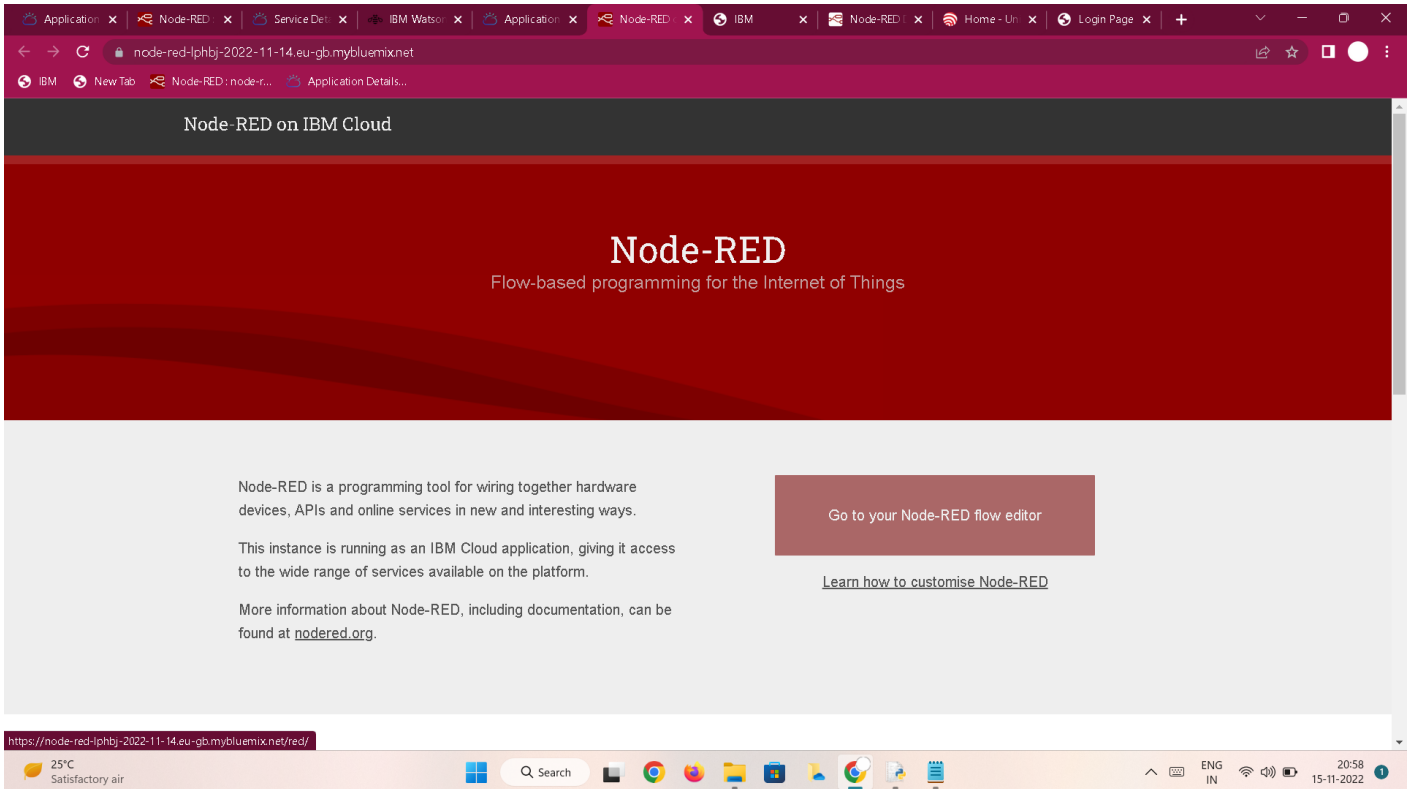 Application
Node-RED :
Service Deta
IBM Watson
Application
Node-RED o
IBM
Node-RED E
Home - Uni
Login Page
node-red-lphbj-2022-11-14.eu-gb.mybluemix.net
IBM
New Tab
Node-RED : node-r...
Application Details...
Node-RED on IBM Cloud
Node-RED
Flow-based programming for the Internet of Things
Node-RED is a programming tool for wiring together hardware
devices, APIs and online services in new and interesting ways.
This instance is running as an IBM Cloud application, giving it access
to the wide range of services available on the platform.
More information about Node-RED, including documentation, can be
found at nodered.org.
Go to your Node-RED flow editor
Learn how to customise Node-RED
https://node-red-lphbj-2022-11-14.eu-gb.mybluemix.net/red/
25°C
Satisfactory air
Search
ENG
IN
20:58
15-11-2022
1